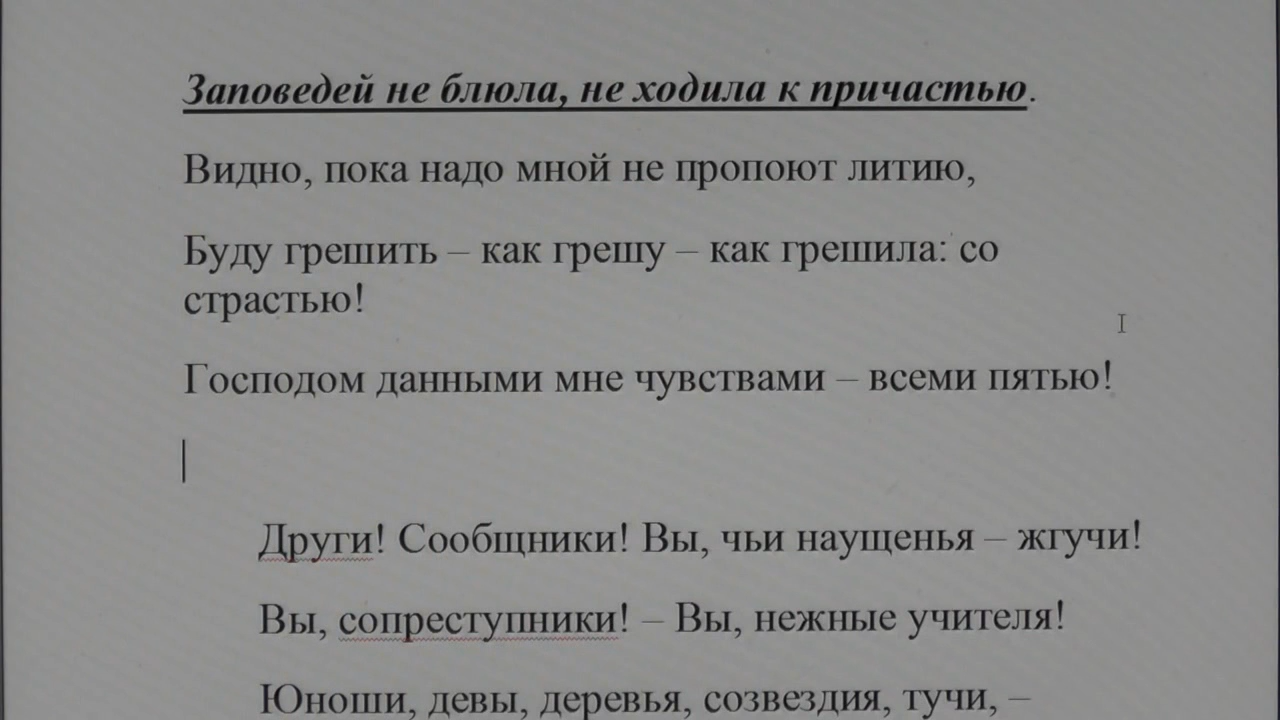 Заповедей не блюла, не ходила к причастью.
Видно, пока надо мной не пропоют литию,
Буду грешить – как грешу – как грешила: со
страстью!
Господом данными мне чувствами – всеми пятью!
Други! Сообщники! Вы, чьи наущенья – жгучи!
Вы, сопреступники! – Вы, нежные учителя!
Юноши, девы, деревья, созвездия, тучи, –